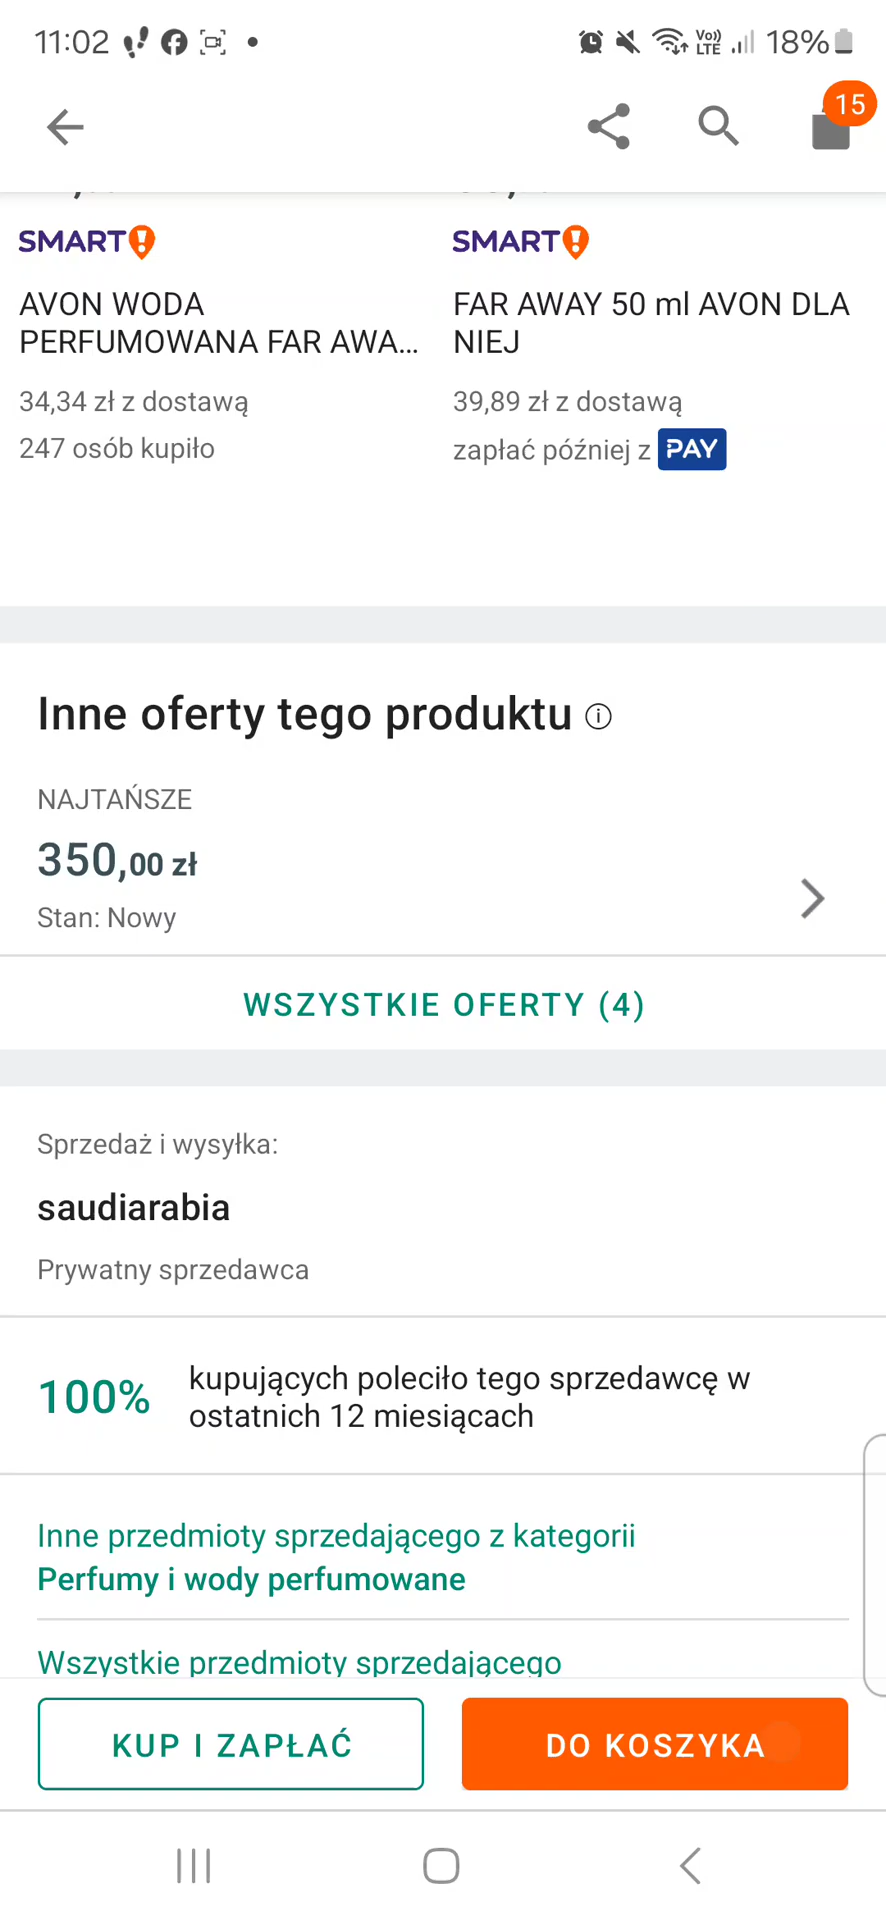 11:02
Vo))
LTE
18%
15
SMART!
SMART!
AVON WODA
PERFUMOWANA FAR AWA...
FAR AWAY 50 ml AVON DLA
NIEJ
34,34 zł z dostawą
39,89 zł z dostawą
247 osób kupiło
zapłać później z PAY
Inne oferty tego produktu
NAJTAŃSZE
350,00 zł
Stan: Nowy
WSZYSTKIE OFERTY (4)
Sprzedaż i wysyłka:
saudiarabia
Prywatny sprzedawca
100%
kupujących poleciło tego sprzedawcę w
ostatnich 12 miesiącach
Inne przedmioty sprzedającego z kategorii
Perfumy i wody perfumowane
Wszystkie przedmioty sprzedającego
KUP I ZAPŁAĆ
DO KOSZYKA